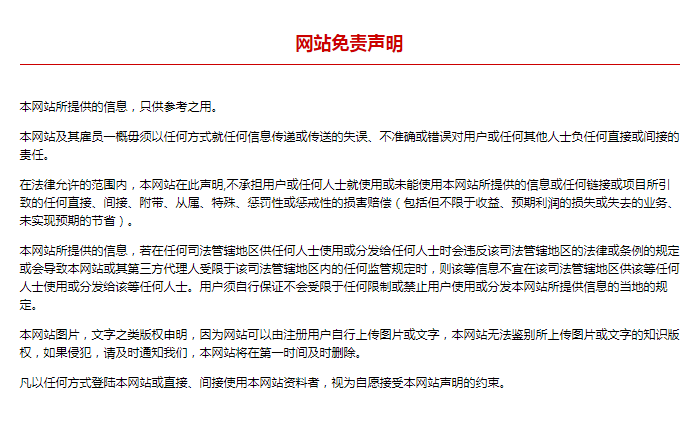 网站免责声明
本网站所提供的信息，只供参考之用。
本网站及其雇员一概毋须以任何方式就任何信息传递或传送的失误、不准确或错误对用户或任何其他人士负任何直接或间接的
责任。
在法律允许的范围内，本网站在此声明,不承担用户或任何人士就使用或未能使用本网站所提供的信息或任何链接或项目所引
致的任何直接、间接、附带、从属、特殊、惩罚性或惩戒性的损害赔偿（包括但不限于收益、预期利润的损失或失去的业务、
未实现预期的节省）。
本网站所提供的信息，若在任何司法管辖地区供任何人士使用或分发给任何人士时会违反该司法管辖地区的法律或条例的规定
或会导致本网站或其第三方代理人受限于该司法管辖地区内的任何监管规定时，则该等信息不宜在该司法管辖地区供该等任何
人士使用或分发给该等任何人士。用户须自行保证不会受限于任何限制或禁止用户使用或分发本网站所提供信息的当地的规
定。
本网站图片，文字之类版权申明，因为网站可以由注册用户自行上传图片或文字，本网站无法鉴别所上传图片或文字的知识版
权，如果侵犯，请及时通知我们，本网站将在第一时间及时删除。
凡以任何方式登陆本网站或直接、间接使用本网站资料者，视为自愿接受本网站声明的约束。